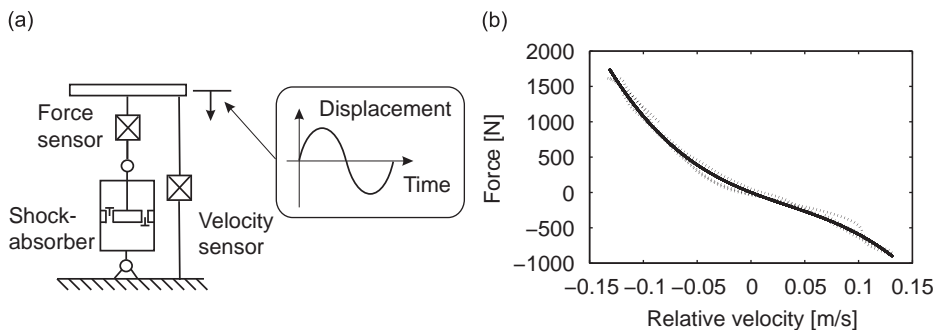 (a)
Force
sensor
Shock-
absorber
Velocity
sensor
Displacement
Time
(b)
Force [N]
2000
1500
1000
500
0
−500
−1000
−0.15 −0.1 −0.05 0 0.05 0.1 0.15
Relative velocity [m/s]